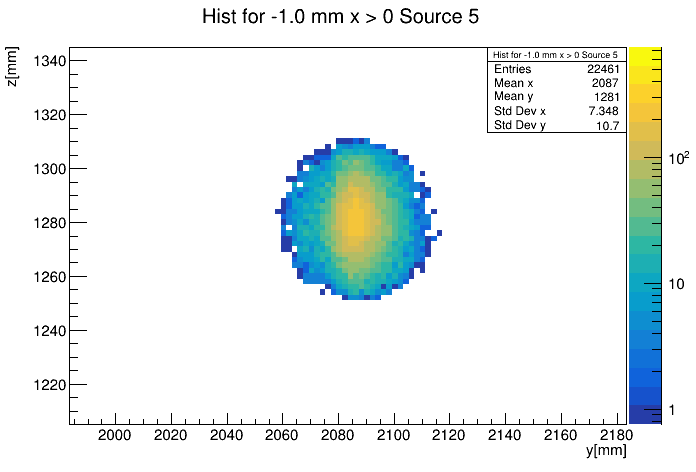 Hist for -1.0 mm x > 0 Source 5
z[mm]
1340
1320
1300
1280
1260
1240
1220
2000
2020
2040
2060
2080
2100
2120
2140
2160
2180
y[mm]
Hist for -1.0 mm x > 0 Source 5
Entries 22461
Mean x 2087
Mean y 1281
Std Dev x 7.348
Std Dev y 10.7
10²
10
1